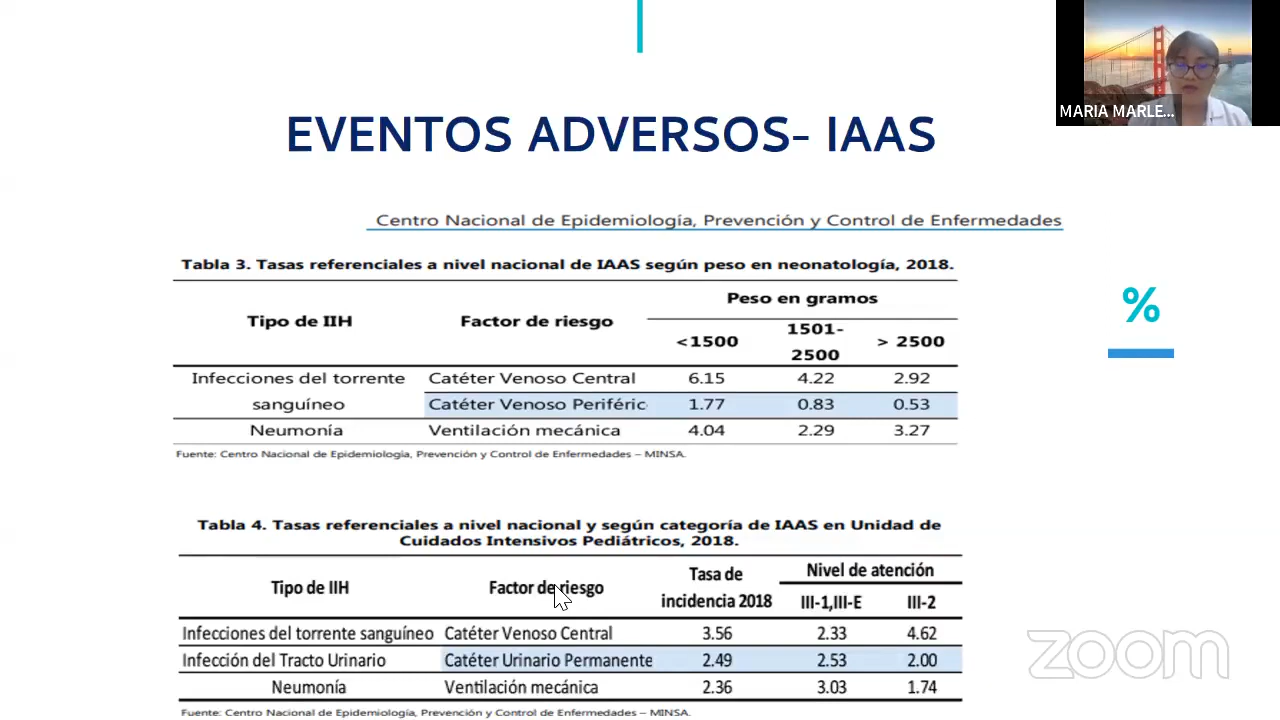 MARIA MARLE...
EVENTOS ADVERSOS- IAAS
Centro Nacional de Epidemiología, Prevención y Control de Enfermedades
Tabla 3. Tasas referenciales a nivel nacional de IAAS según peso en neonatología, 2018.
Tipo de IIH Factor de riesgo Peso en gramos
<1500 1501-2500 > 2500
Infecciones del torrente sanguíneo Catéter Venoso Central 6.15 4.22 2.92
Catéter Venoso Periféric 1.77 0.83 0.53
Neumonía Ventilación mecánica 4.04 2.29 3.27
Fuente: Centro Nacional de Epidemiología, Prevención y Control de Enfermedades – MINSA.
%
Tabla 4. Tasas referenciales a nivel nacional y según categoría de IAAS en Unidad de
Cuidados Intensivos Pediátricos, 2018.
Tipo de IIH Factor de riesgo Tasa de incidencia 2018 Nivel de atención
III-1,III-E III-2
Infecciones del torrente sanguíneo Catéter Venoso Central 3.56 2.33 4.62
Infección del Tracto Urinario Catéter Urinario Permanente 2.49 2.53 2.00
Neumonía Ventilación mecánica 2.36 3.03 1.74
Fuente: Centro Nacional de Epidemiología, Prevención y Control de Enfermedades – MINSA.
zoom